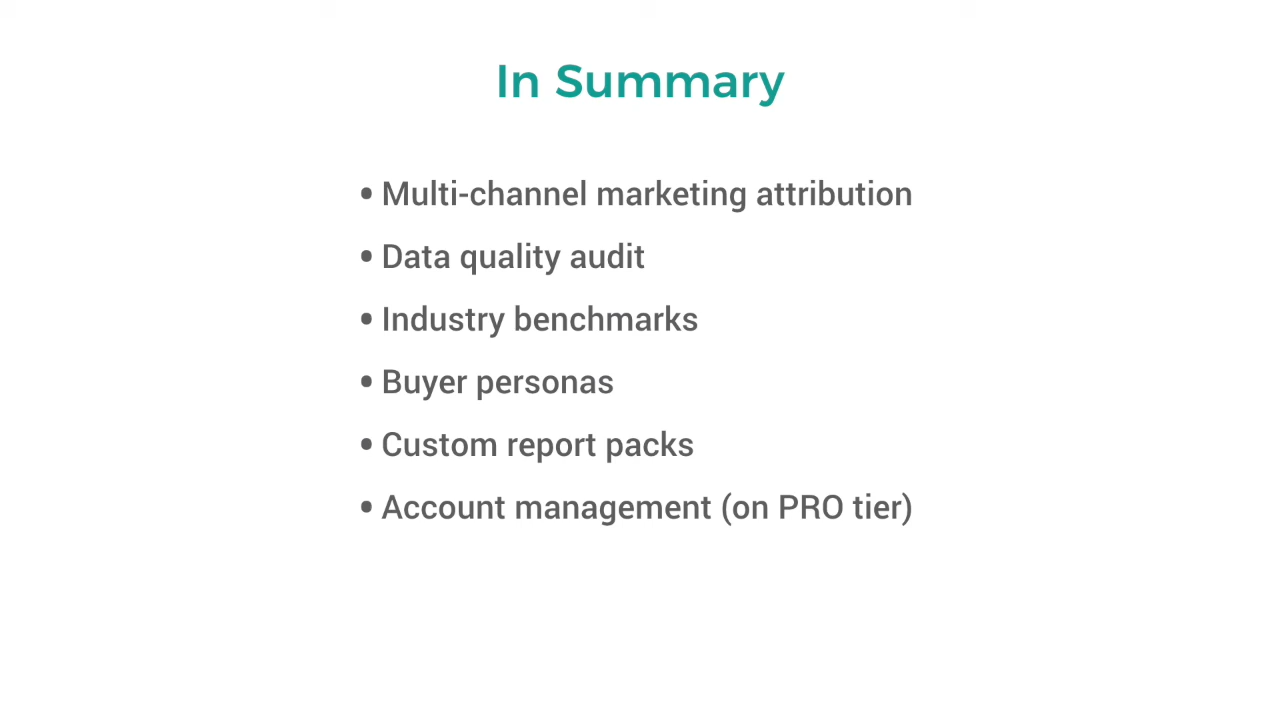 In Summary
• Multi-channel marketing attribution
• Data quality audit
• Industry benchmarks
• Buyer personas
• Custom report packs
• Account management (on PRO tier)